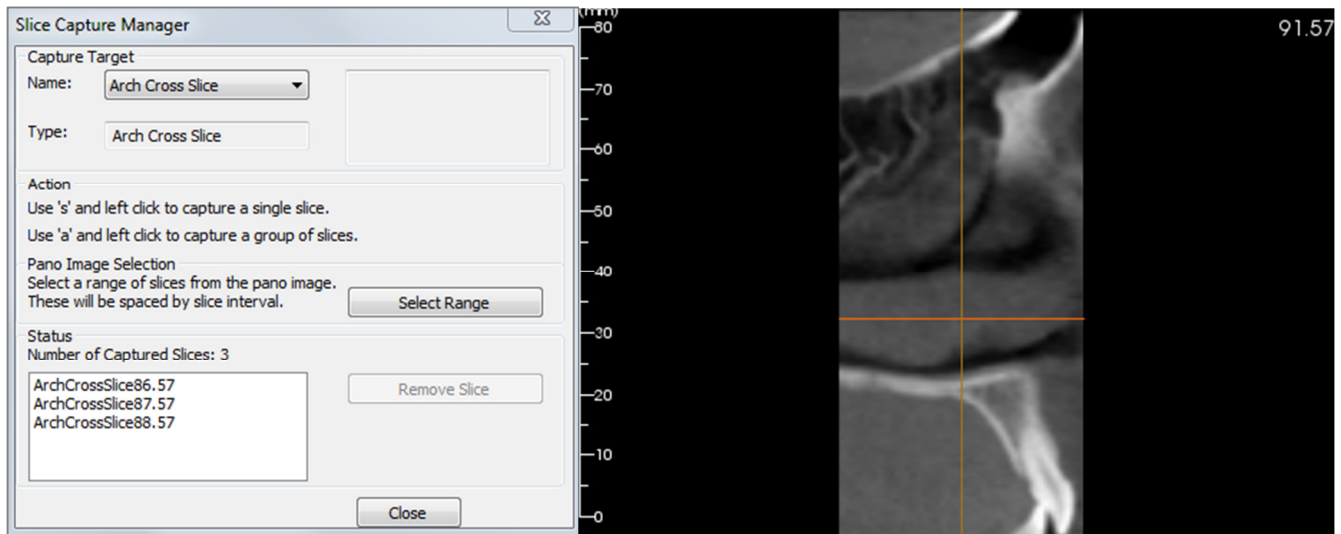 Slice Capture Manager
Capture Target
Name: Arch Cross Slice
Type: Arch Cross Slice
Action
Use 's' and left click to capture a single slice.
Use 'a' and left click to capture a group of slices.
Pano Image Selection
Select a range of slices from the pano image.
These will be spaced by slice interval.
Select Range
Status
Number of Captured Slices: 3
ArchCrossSlice86.57
ArchCrossSlice87.57
ArchCrossSlice88.57
Remove Slice
Close
(mm)
80
70
60
50
40
30
20
10
0
91.57